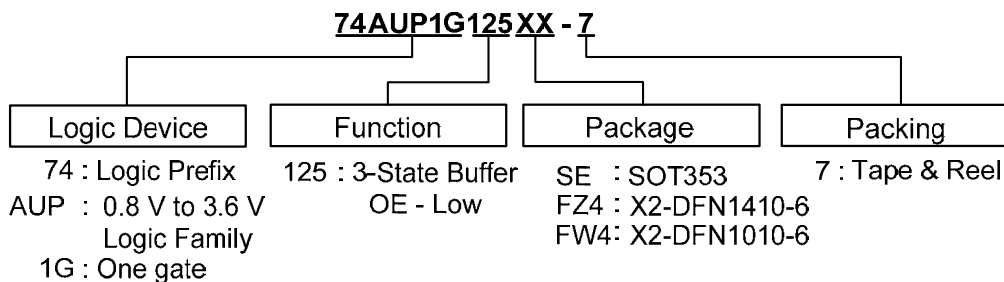 74AUP1G125XX - 7
Logic Device
74 : Logic Prefix
AUP : 0.8 V to 3.6 V
Logic Family
1G : One gate
Function
125 : 3-State Buffer
OE - Low
Package
SE : SOT353
FZ4 : X2-DFN1410-6
FW4: X2-DFN1010-6
Packing
7 : Tape & Reel